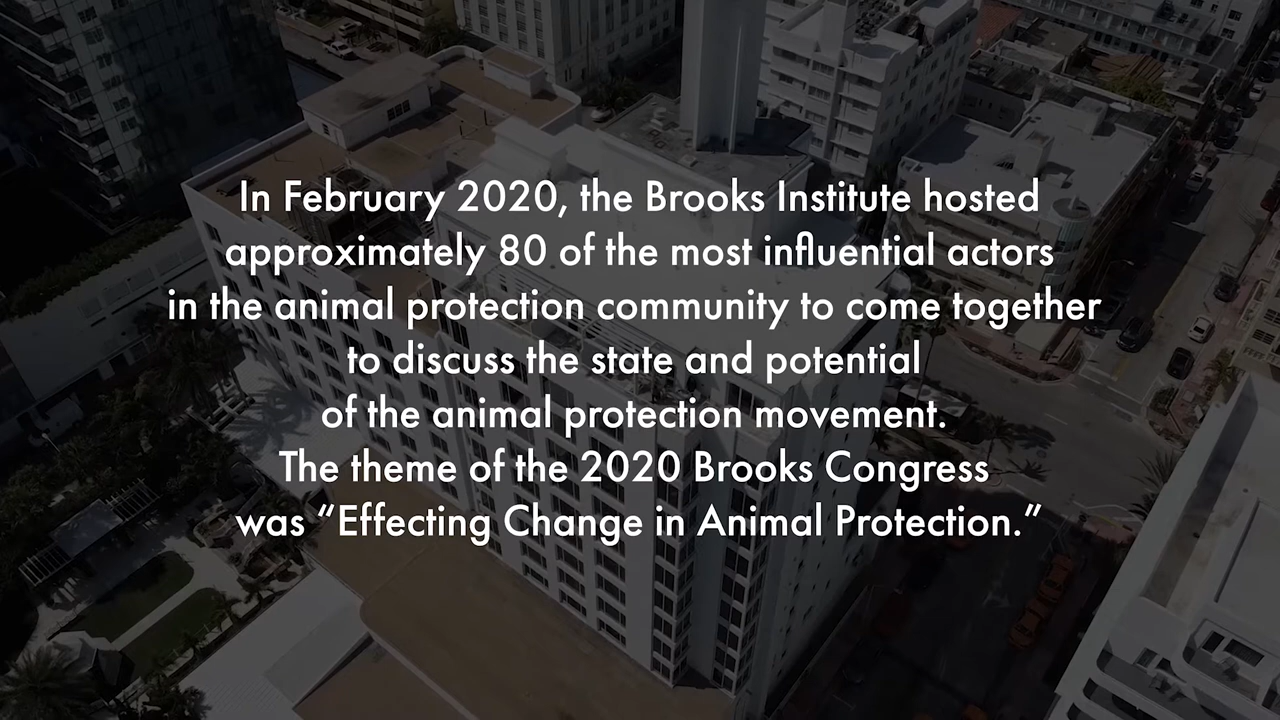 In February 2020, the Brooks Institute hosted
approximately 80 of the most influential actors
in the animal protection community to come together
to discuss the state and potential
of the animal protection movement.
The theme of the 2020 Brooks Congress
was “Effecting Change in Animal Protection.”